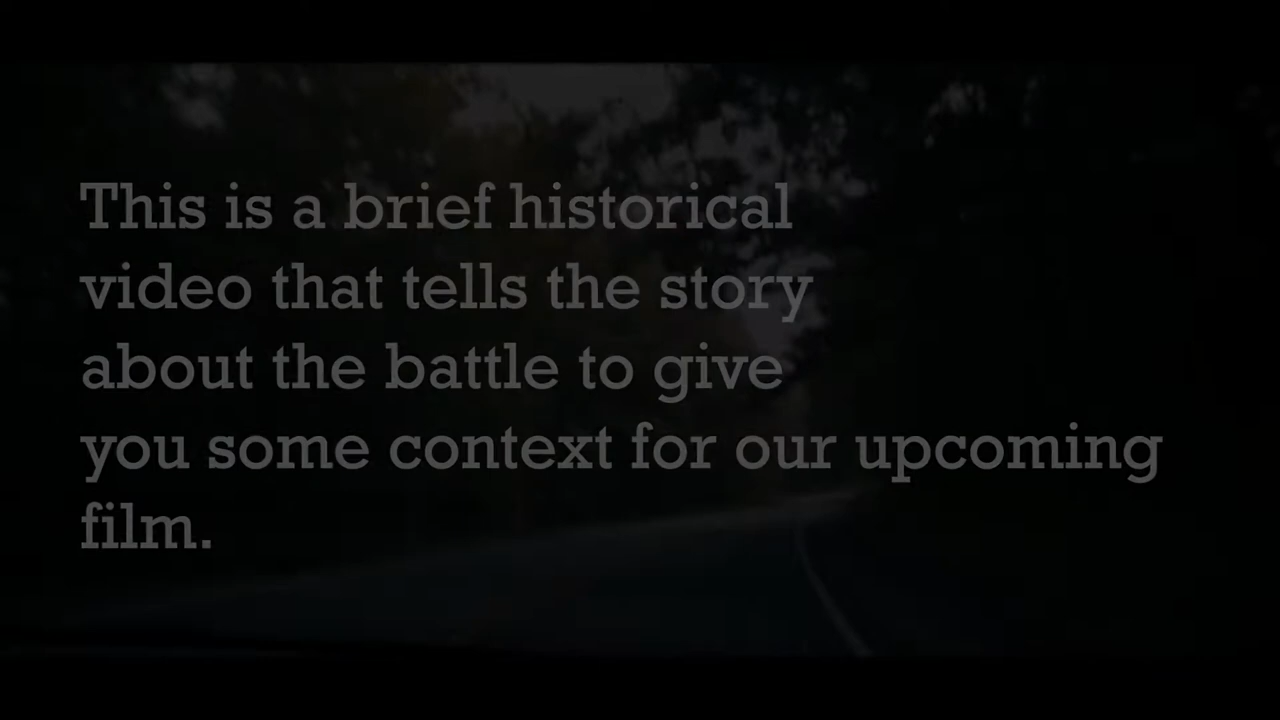 This is a brief historical
video that tells the story
about the battle to give
you some context for our upcoming
film.